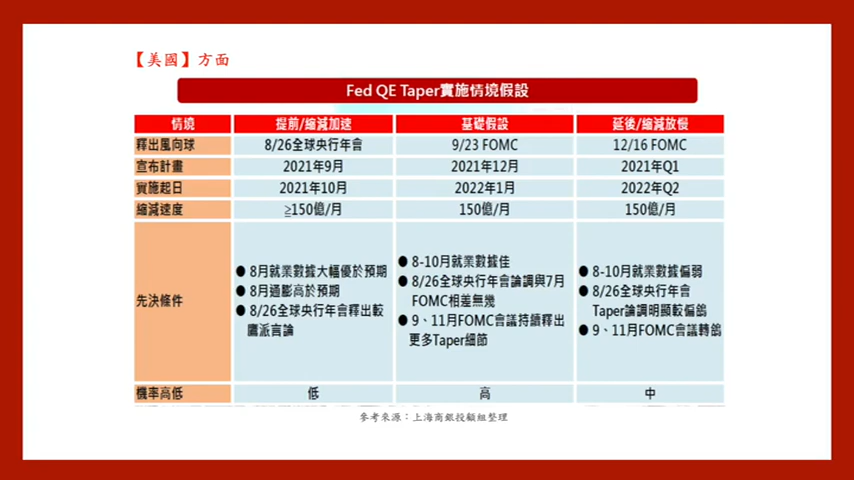 【美國】方面
Fed QE Taper實施情境假設
情境 提前/縮減加速 基礎假設 延後/縮減放慢
釋出風向球 8/26全球央行年會 9/23 FOMC 12/16 FOMC
宣布計畫 2021年9月 2021年12月 2021年Q1
實施起日 2021年10月 2022年1月 2022年Q2
縮減速度 ≧150億/月 150億/月 150億/月
先決條件
● 8月就業數據大幅優於預期
● 8月通膨高於預期
● 8/26全球央行年會釋出較
鷹派言論
● 8-10月就業數據佳
● 8/26全球央行年會論調與7月
FOMC相差無幾
● 9、11月FOMC會議持續釋出
更多Taper細節
● 8-10月就業數據偏弱
● 8/26全球央行年會
Taper論調明顯較偏鴿
● 9、11月FOMC會議轉鴿
機率高低 低 高 中
參考來源：上海商銀投顧組整理